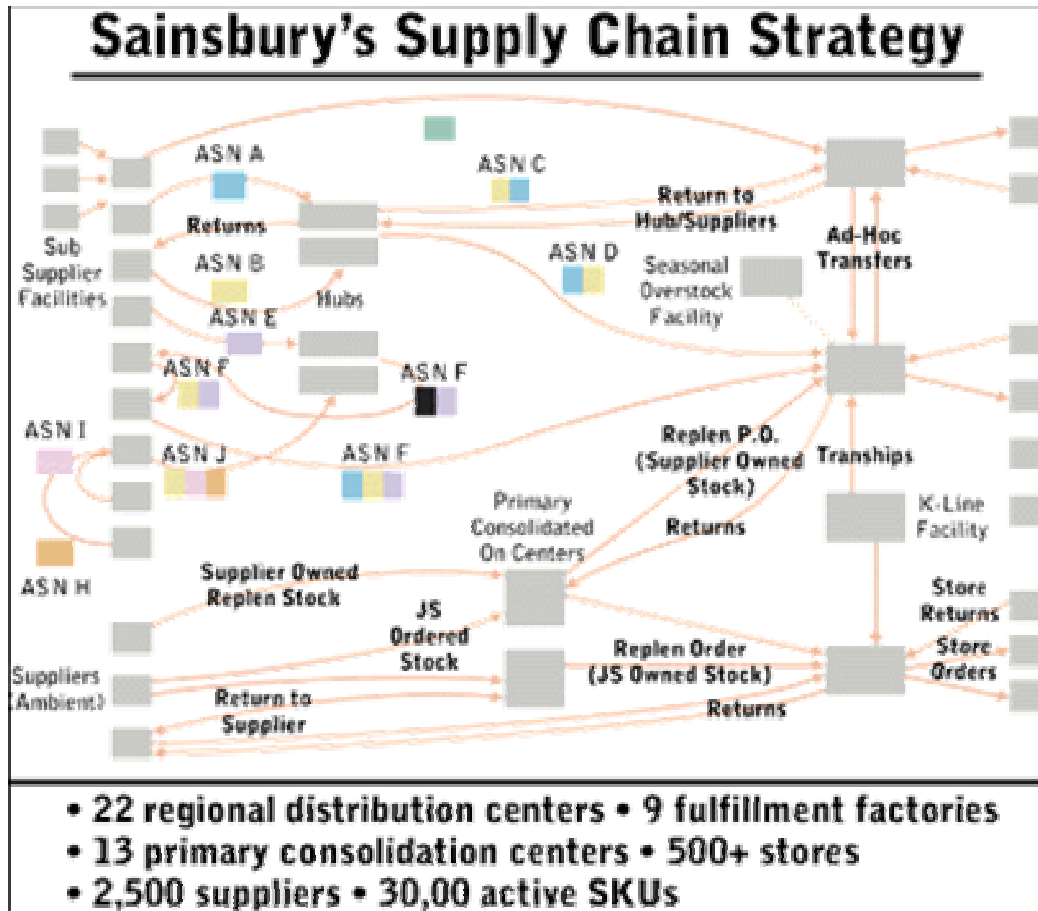 Sainsbury's Supply Chain Strategy
ASN A
ASN C
Return to
Hub/Suppliers
Returns
Sub
Supplier
Facilities
ASN B
ASN D
Seasonal
Overstock
Facility
Ad-Hoc
Transfers
Hubs
ASN E
ASN F
ASN F
ASN I
ASN J
ASN F
Replen P.O.
(Supplier Owned
Stock)
Tranships
Primary
Consolidated
On Centers
Returns
K-Line
Facility
ASN H
Supplier Owned
Replen Stock
JS
Ordered
Stock
Store
Returns
Store
Orders
Replen Order
(JS Owned Stock)
Suppliers
(Ambient)
Return to
Supplier
Returns
• 22 regional distribution centers • 9 fulfillment factories
• 13 primary consolidation centers • 500+ stores
• 2,500 suppliers • 30,00 active SKUs